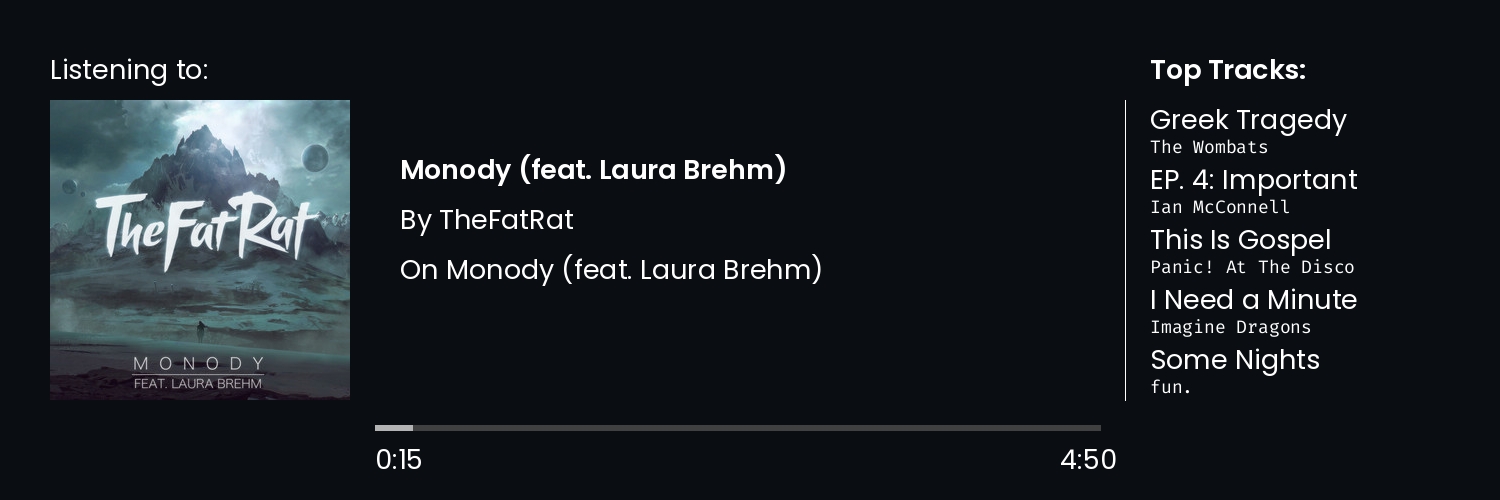 Listening to:
TheFatRat
MONODY
FEAT. LAURA BREHM
Monody (feat. Laura Brehm)
By TheFatRat
On Monody (feat. Laura Brehm)
0:15
4:50
Top Tracks:
Greek Tragedy
The Wombats
EP. 4: Important
Ian McConnell
This Is Gospel
Panic! At The Disco
I Need a Minute
Imagine Dragons
Some Nights
fun.